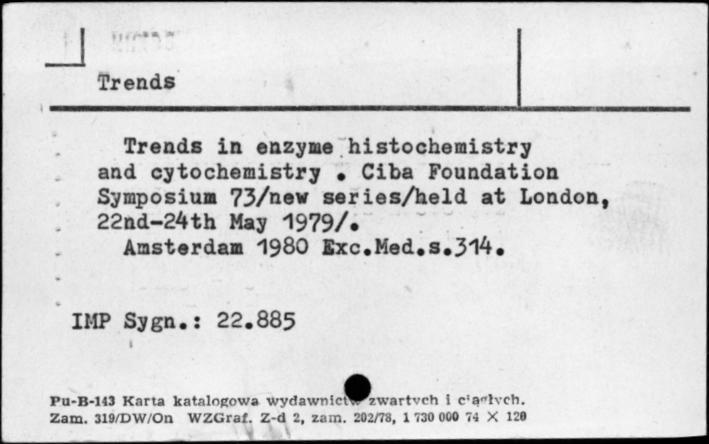 Trends
Trends in enzyme histochemistry
and cytochemistry . Ciba Foundation
Symposium 73/new series/held at London,
22nd-24th May 1979/.
Amsterdam 1980 Exc.Med.s.314.
IMP Sygn.: 22.885
Pu-B-143 Karta katalogowa wydawnictw zwartych i ciągłych.
Zam. 319/DW/On WZGraf. Z-d 2, zam. 202/78, 1 730 000 74 X 120